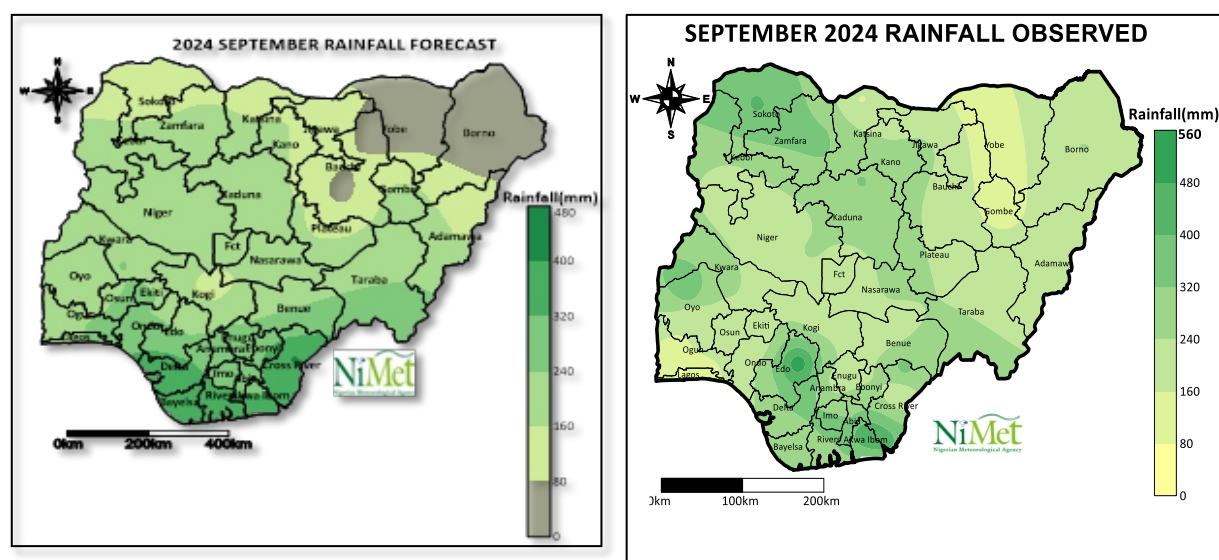 2024 SEPTEMBER RAINFALL FORECAST
N
W E
S
Sokoto
Zamfara
Katsina
Jigawa
Yobe
Borno
Kebbi
Kano
Bauchi
Gombe
Kaduna
Niger
Plateau
Adamawa
Kwara
Fct
Nasarawa
Oyo
Taraba
Osun
Ekiti
Kogi
Benue
Ogun
Ondo
Edo
Lagos
Enugu
Anambra
Ebonyi
Delta
Imo
Cross River
Bayelsa
Rivers
Akwa Ibom
NiMet
Nigerian Meteorological Agency
0km 200km 400km
Rainfall(mm)
480
400
320
240
160
80
0
SEPTEMBER 2024 RAINFALL OBSERVED
N
W E
S
Sokoto
Zamfara
Katsina
Jigawa
Yobe
Borno
Kebbi
Kano
Bauchi
Gombe
Kaduna
Niger
Plateau
Adamaw
Kwara
Fct
Nasarawa
Oyo
Taraba
Osun
Ekiti
Kogi
Benue
Ogun
Ondo
Edo
Lagos
Enugu
Anambra
Ebonyi
Delta
Imo
Cross River
Abia
Bayelsa
Rivers
Akwa Ibom
NiMet
Nigerian Meteorological Agency
0km 100km 200km
Rainfall(mm)
560
480
400
320
240
160
80
0